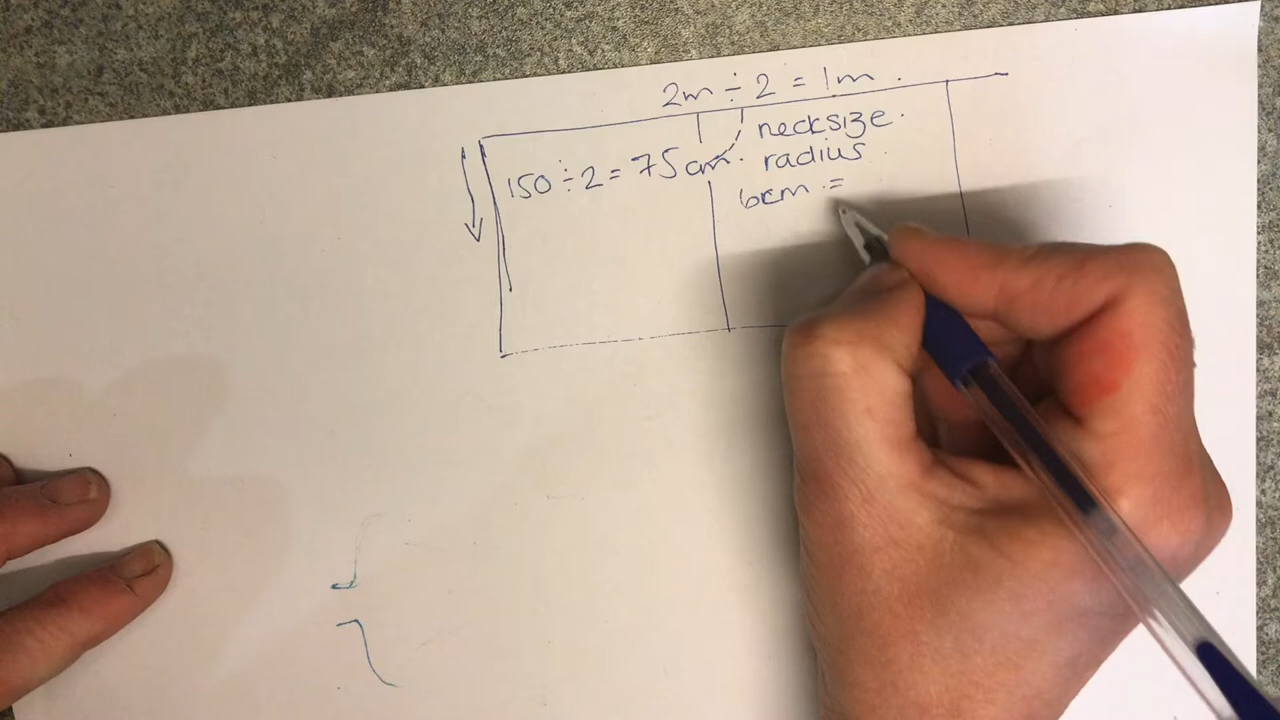 2m ÷ 2 = 1m.
150 ÷ 2 = 75cm.
necksize.
radius
6cm =